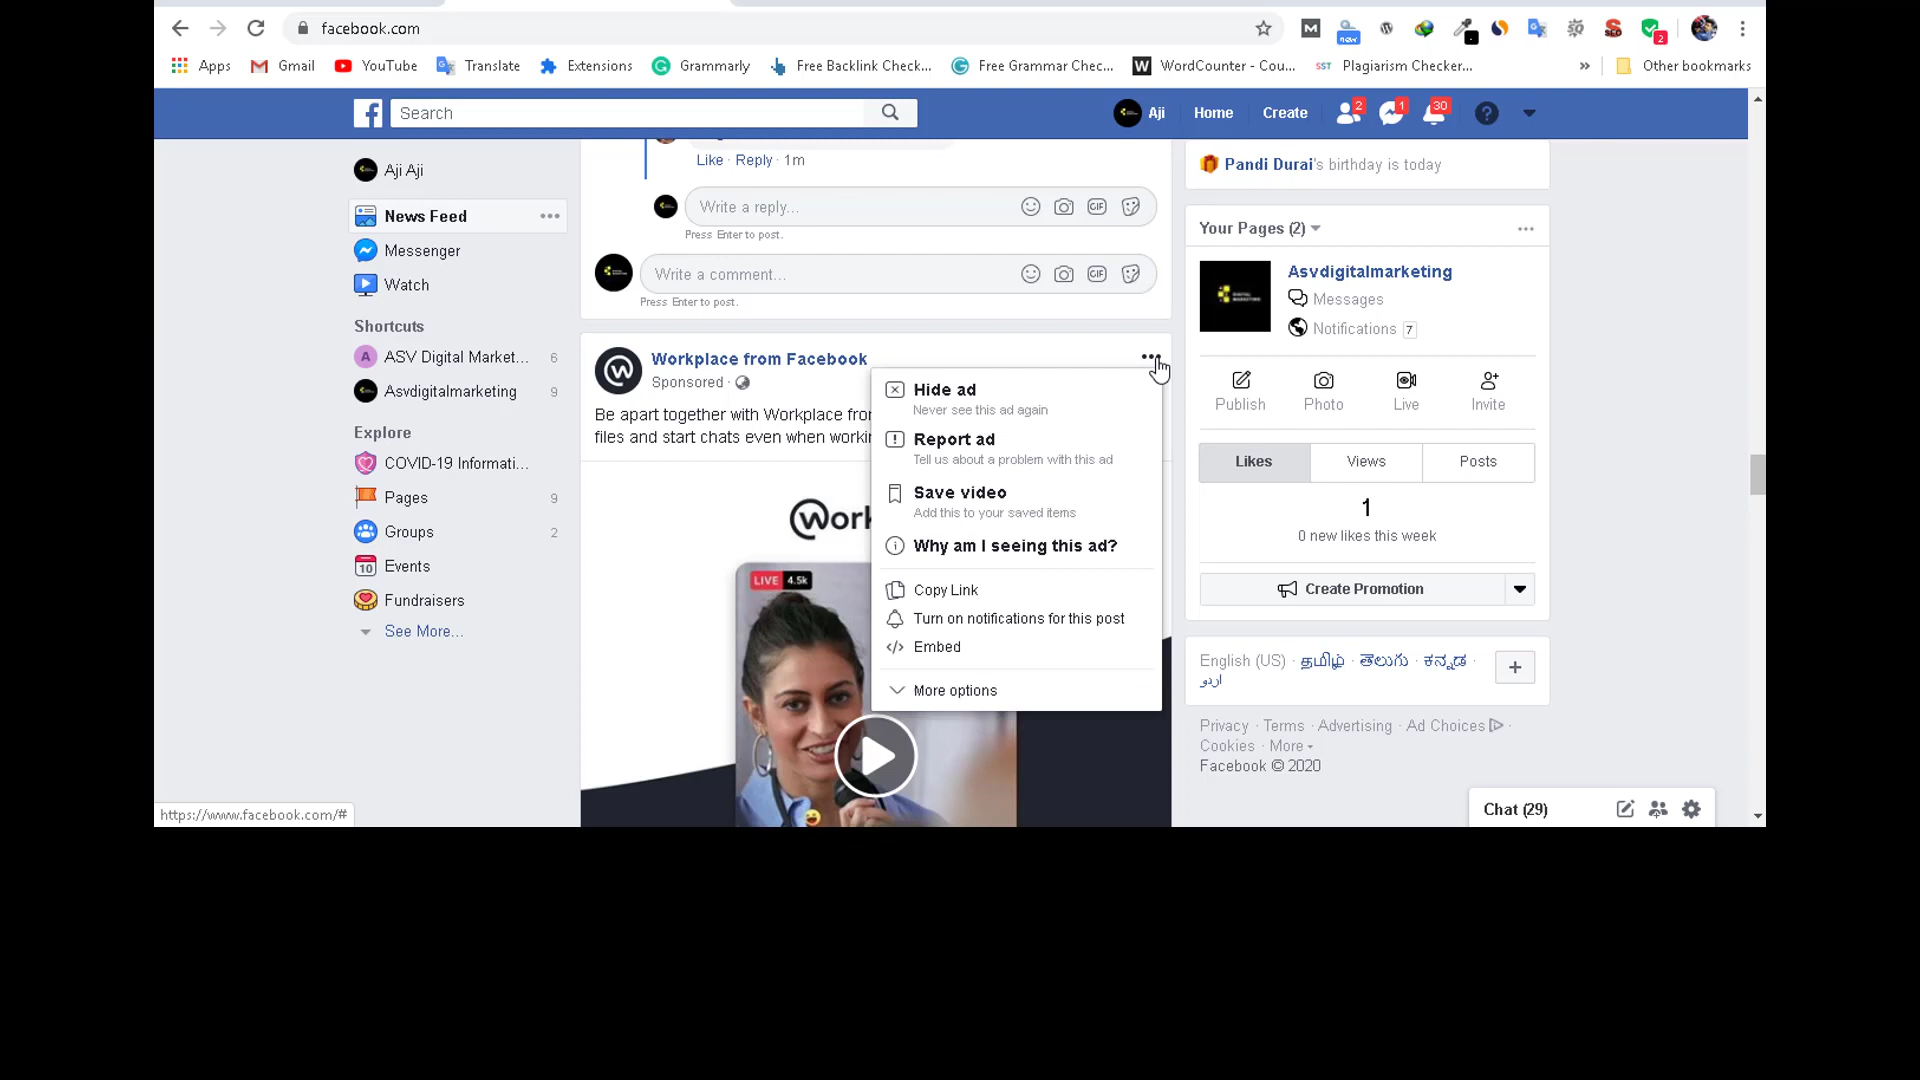 facebook.com
new
2
Apps
Gmail
YouTube
Translate
Extensions
Grammarly
Free Backlink Check...
Free Grammar Chec...
WordCounter - Cou...
SST
Plagiarism Checker...
»
Other bookmarks
Search
Aji
Home
Create
2
1
30
Aji Aji
News Feed
Messenger
Watch
Shortcuts
ASV Digital Market... 6
Asvdigitalmarketing 9
Explore
COVID-19 Informati...
Pages 9
Groups 2
10 Events
Fundraisers
See More...
Like · Reply · 1m
Write a reply...
GIF
Press Enter to post.
Write a comment...
GIF
Press Enter to post.
Workplace from Facebook
Sponsored ·
Be apart together with Workplace
files and start chats even when
LIVE 4.5k
Hide ad
Never see this ad again
Report ad
Tell us about a problem with this ad
Save video
Add this to your saved items
Why am I seeing this ad?
Copy Link
Turn on notifications for this post
Embed
More options
Pandi Durai's birthday is today
Your Pages (2)
Asvdigitalmarketing
Messages
Notifications 7
DIGITAL
MARKETING
Publish
Photo
Live
Invite
Likes
Views
Posts
1
0 new likes this week
Create Promotion
English (US) · தமிழ் · తెలుగు · ಕನ್ನಡ ·
اردو
Privacy · Terms · Advertising · Ad Choices ·
Cookies · More
Facebook © 2020
Chat (29)
https://www.facebook.com/#